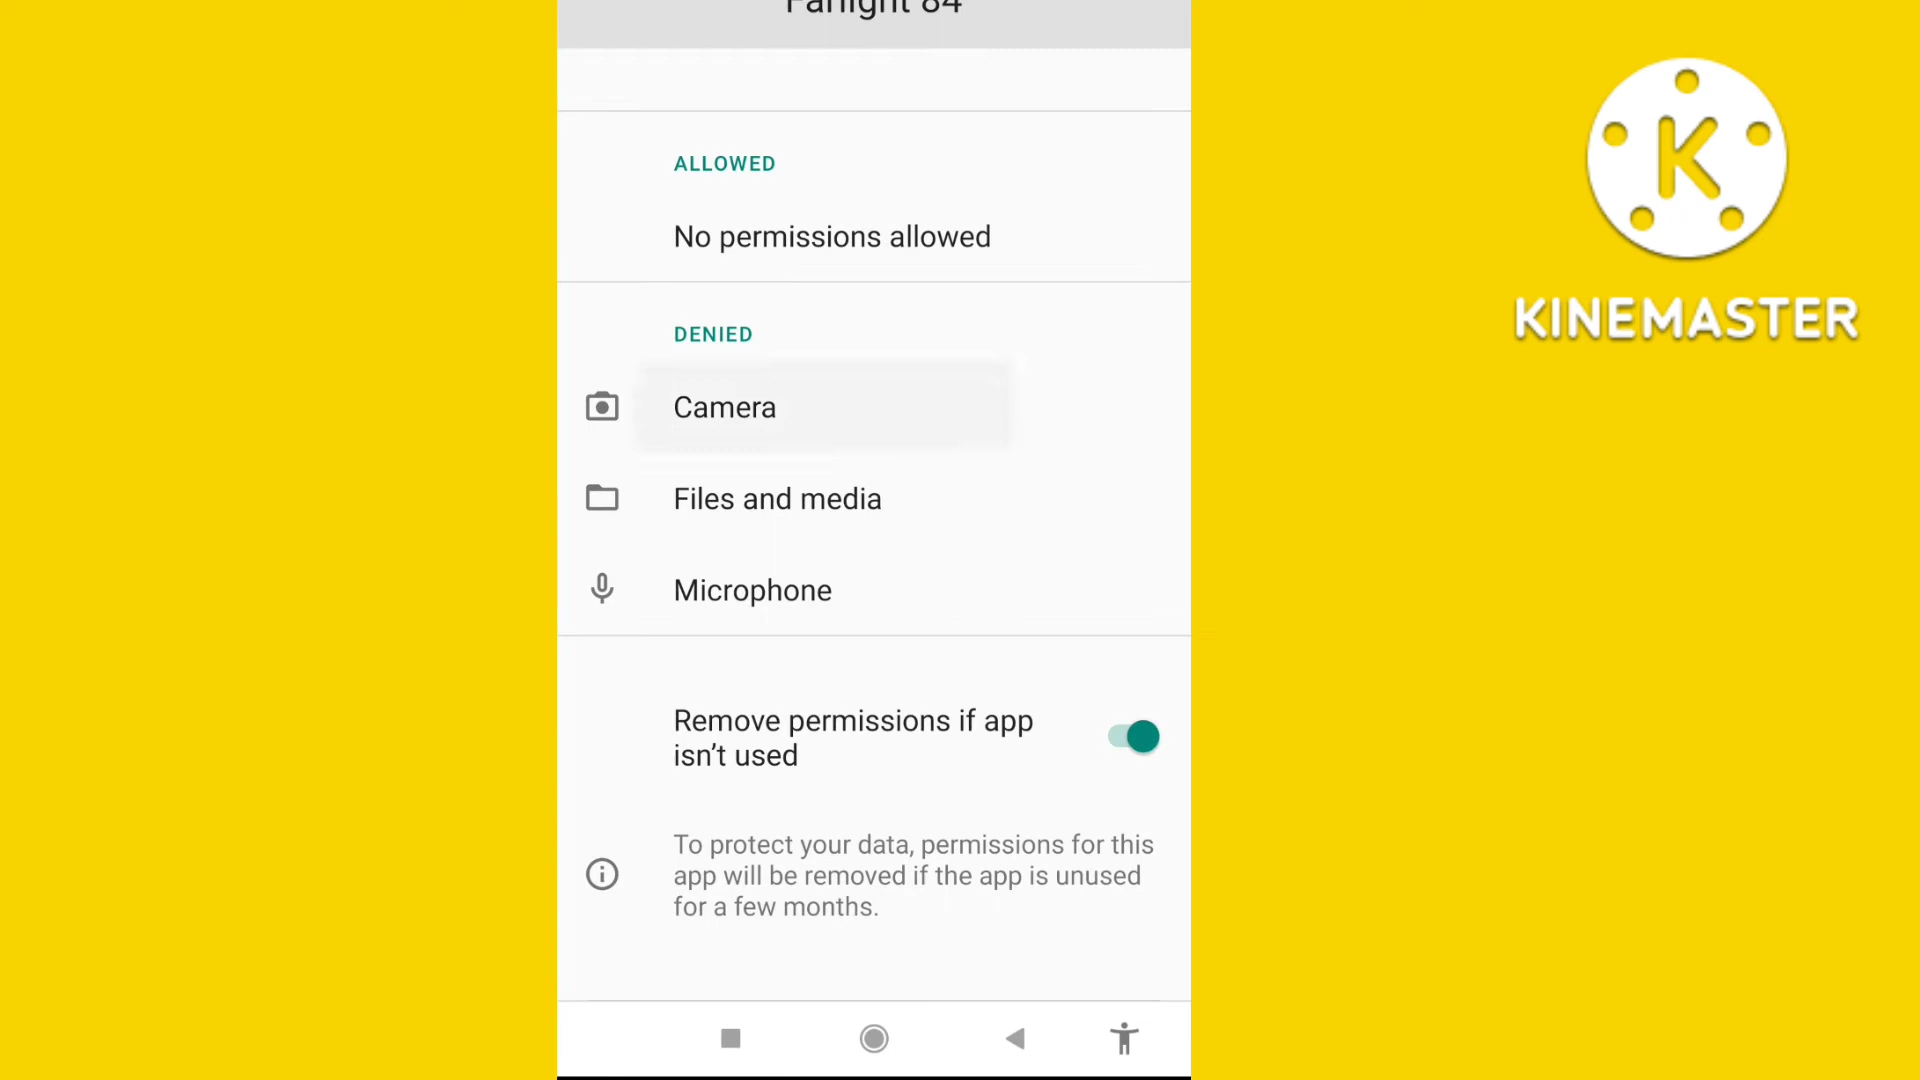 84
ALLOWED
No permissions allowed
DENIED
Camera
Files and media
Microphone
Remove permissions if app
isn’t used
To protect your data, permissions for this
app will be removed if the app is unused
for a few months.
KINEMASTER